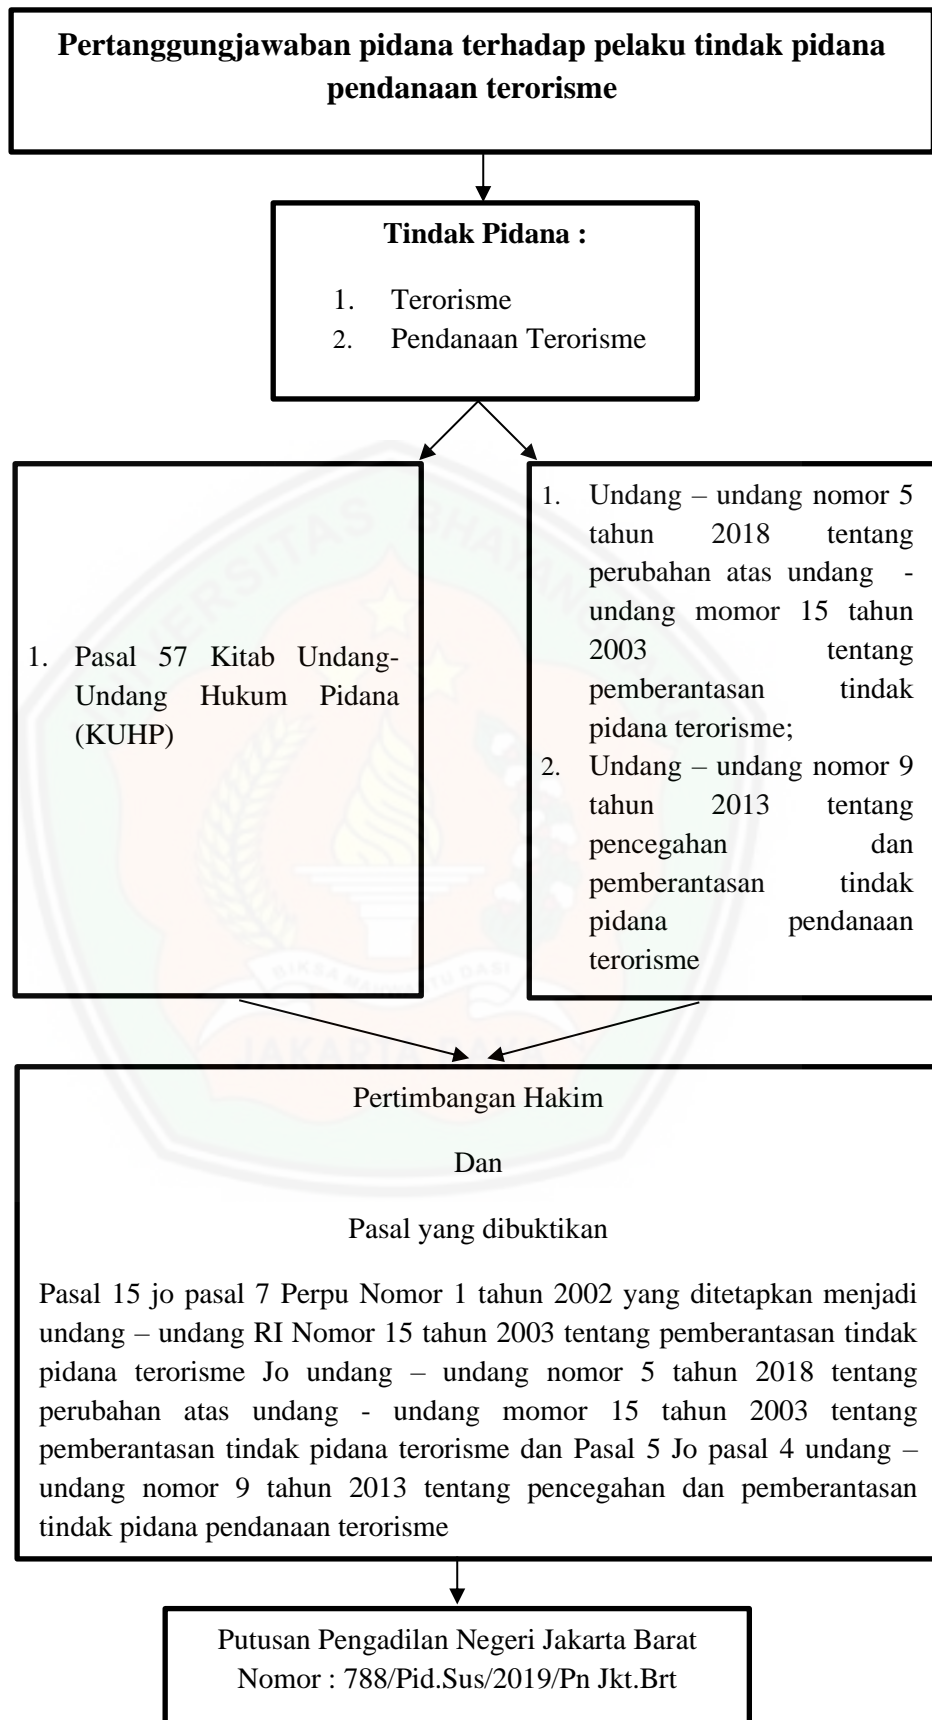 Pertanggungjawaban pidana terhadap pelaku tindak pidana
pendanaan terorisme
Tindak Pidana :
1. Terorisme
2. Pendanaan Terorisme
1. Pasal 57 Kitab Undang-
Undang Hukum Pidana
(KUHP)
1. Undang – undang nomor 5
tahun 2018 tentang
perubahan atas undang -
undang momor 15 tahun
2003 tentang
pemberantasan tindak
pidana terorisme;
2. Undang – undang nomor 9
tahun 2013 tentang
pencegahan dan
pemberantasan tindak
pidana pendanaan
terorisme
Pertimbangan Hakim
Dan
Pasal yang dibuktikan
Pasal 15 jo pasal 7 Perpu Nomor 1 tahun 2002 yang ditetapkan menjadi
undang – undang RI Nomor 15 tahun 2003 tentang pemberantasan tindak
pidana terorisme Jo undang – undang nomor 5 tahun 2018 tentang
perubahan atas undang - undang momor 15 tahun 2003 tentang
pemberantasan tindak pidana terorisme dan Pasal 5 Jo pasal 4 undang –
undang nomor 9 tahun 2013 tentang pencegahan dan pemberantasan
tindak pidana pendanaan terorisme
Putusan Pengadilan Negeri Jakarta Barat
Nomor : 788/Pid.Sus/2019/Pn Jkt.Brt
JAKARTA RAYA